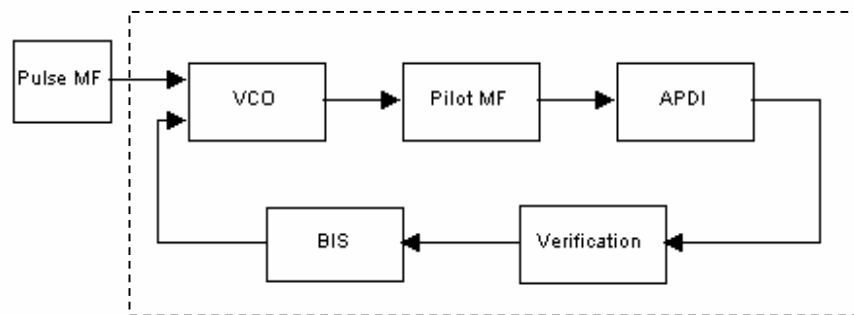 Pulse MF
VCO
Pilot MF
APDI
BIS
Verification